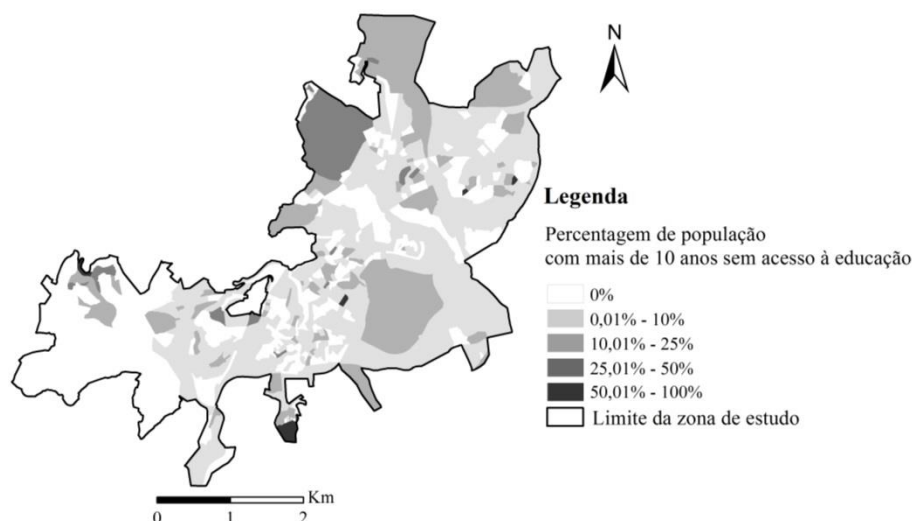 N
Legenda
Percentagem de população
com mais de 10 anos sem acesso à educação
0%
0,01% - 10%
10,01% - 25%
25,01% - 50%
50,01% - 100%
Limite da zona de estudo
Km
0 1 2